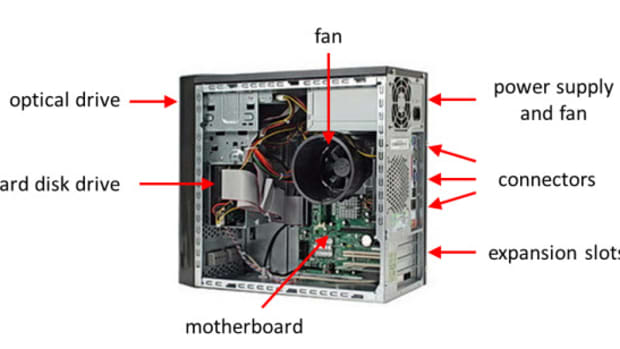 fan
optical drive
power supply
and fan
ard disk drive
connectors
expansion slots
motherboard